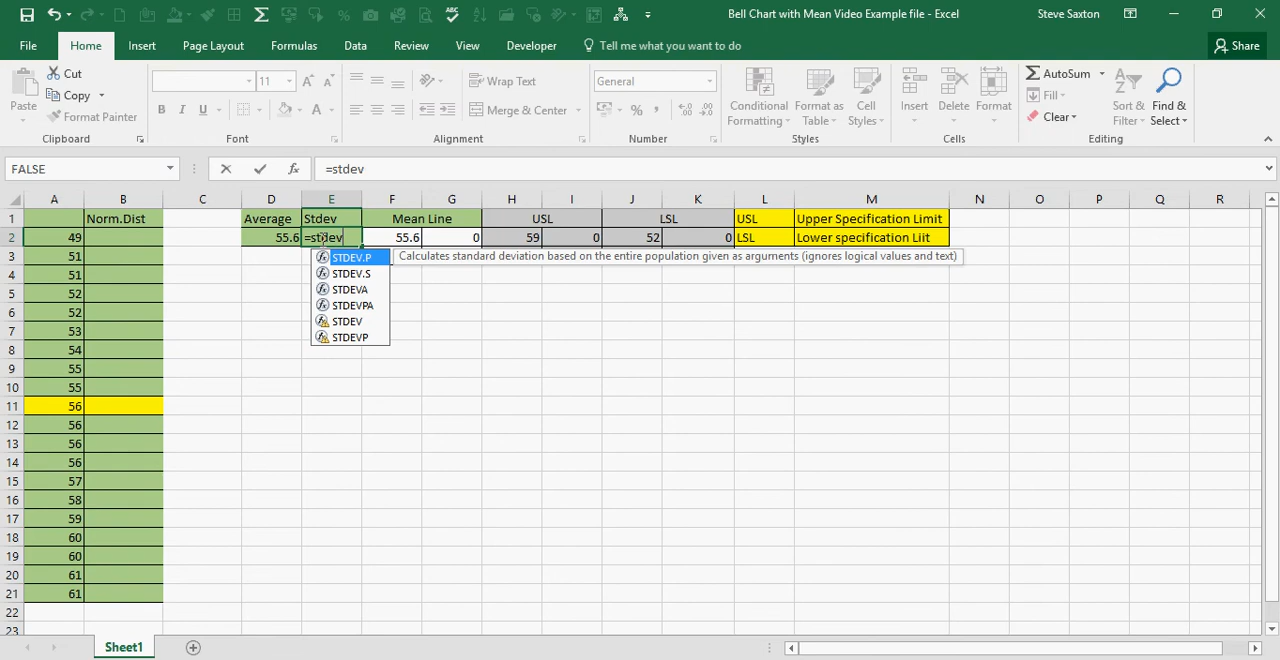 Bell Chart with Mean Video Example file - Excel
Steve Saxton
File Home Insert Page Layout Formulas Data Review View Developer Tell me what you want to do Share
Cut
Copy
Format Painter
Paste
Clipboard
11
Font
Wrap Text
Merge & Center
Alignment
General
Number
Conditional Formatting
Format as Table
Cell Styles
Styles
Insert
Delete
Format
Cells
AutoSum
Fill
Clear
Sort & Filter
Find & Select
Editing
FALSE
=stdev
A B C D E F G H I J K L M N O P Q R
1 Norm.Dist Average Stdev Mean Line USL LSL USL Upper Specification Limit
2 49 55.6 =stdev 55.6 0 59 0 52 0 LSL Lower specification Liit
3 51
4 51
5 52
6 52
7 53
8 54
9 55
10 55
11 56
12 56
13 56
14 56
15 57
16 58
17 59
18 60
19 60
20 61
21 61
22
23
STDEV.P
STDEV.S
STDEVA
STDEVPA
STDEV
STDEVP
Calculates standard deviation based on the entire population given as arguments (ignores logical values and text)
Sheet1